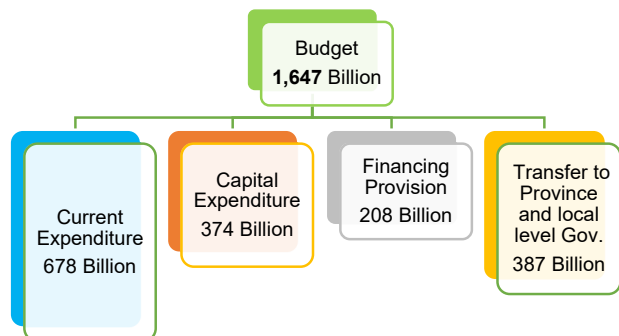 Budget
1,647 Billion
Current
Expenditure
678 Billion
Capital
Expenditure
374 Billion
Financing
Provision
208 Billion
Transfer to
Province
and local
level Gov.
387 Billion